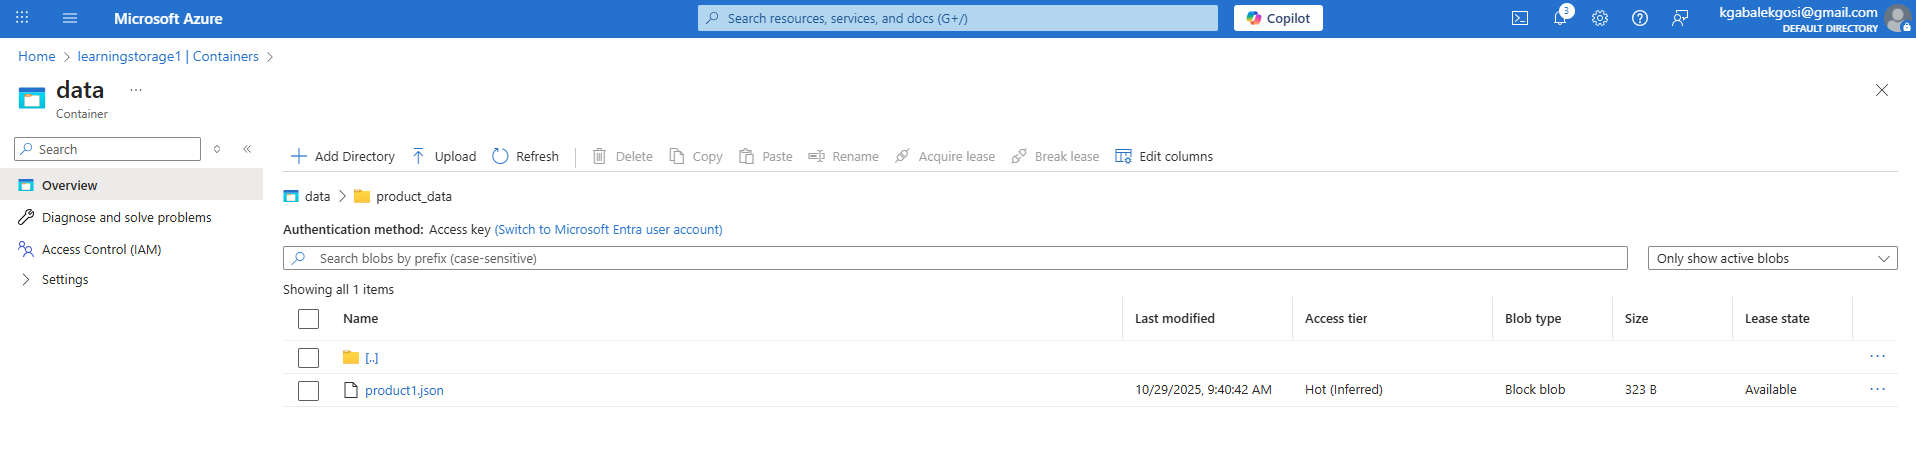 Microsoft Azure
Search resources, services, and docs (G+/)
Copilot
3
kgabalekgosi@gmail.com
DEFAULT DIRECTORY
Home > learningstorage1 | Containers >
data ...
Container
Search
Overview
Diagnose and solve problems
Access Control (IAM)
Settings
Add Directory Upload Refresh Delete Copy Paste Rename Acquire lease Break lease Edit columns
data > product_data
Authentication method: Access key (Switch to Microsoft Entra user account)
Search blobs by prefix (case-sensitive)
Only show active blobs
Showing all 1 items
Name Last modified Access tier Blob type Size Lease state
[..] ...
product1.json 10/29/2025, 9:40:42 AM Hot (Inferred) Block blob 323 B Available ...